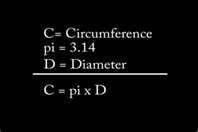 C= Circumference
pi = 3.14
D = Diameter
C = pi x D